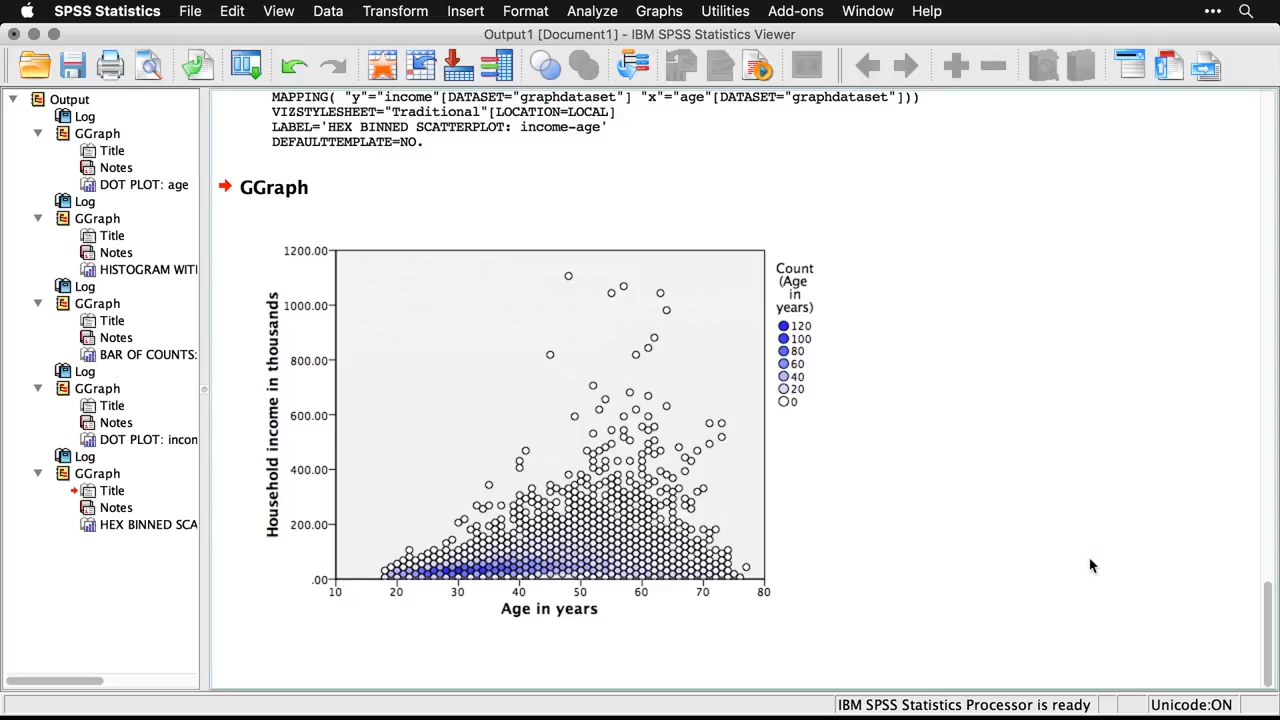 SPSS Statistics File Edit View Data Transform Insert Format Analyze Graphs Utilities Add-ons Window Help
Output1 [Document1] - IBM SPSS Statistics Viewer
Output
Log
GGraph
Title
Notes
DOT PLOT: age
Log
GGraph
Title
Notes
HISTOGRAM WIT
Log
GGraph
Title
Notes
BAR OF COUNTS:
Log
GGraph
Title
Notes
DOT PLOT: incon
Log
GGraph
Title
Notes
HEX BINNED SCA
MAPPING( "y"="income"[DATASET="graphdataset"] "x"="age"[DATASET="graphdataset"]))
VIZSTYLESHEET="Traditional"[LOCATION=LOCAL]
LABEL='HEX BINNED SCATTERPLOT: income-age'
DEFAULTTEMPLATE=NO.
GGraph
Household income in thousands
1200.00
1000.00
800.00
600.00
400.00
200.00
.00
10 20 30 40 50 60 70 80
Age in years
Count
(Age
in
years)
120
100
80
60
40
20
0
IBM SPSS Statistics Processor is ready Unicode:ON